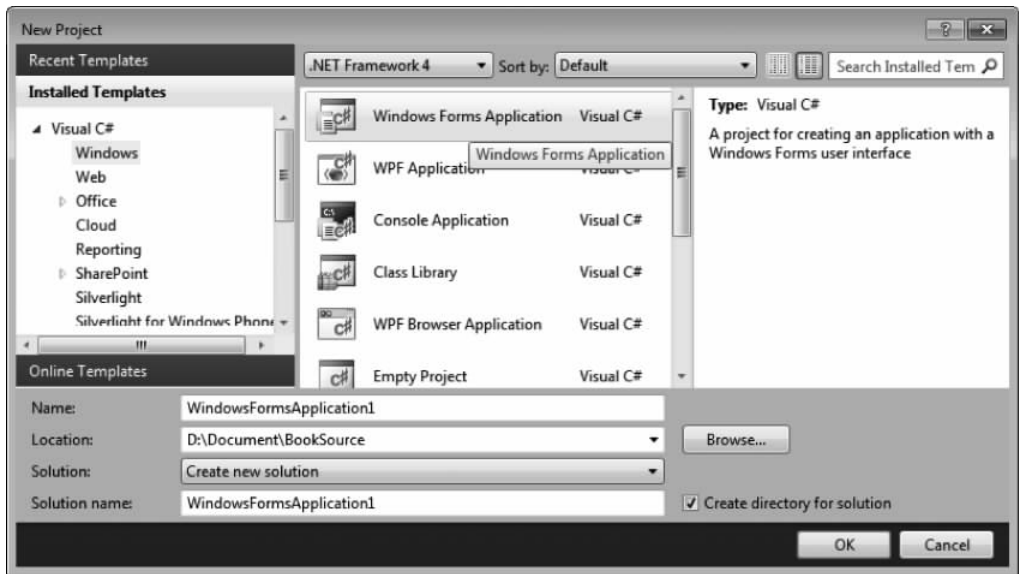 New Project
Recent Templates
Installed Templates
Visual C#
Windows
Web
Office
Cloud
Reporting
SharePoint
Silverlight
Silverlight for Windows Phone
Online Templates
.NET Framework 4
Sort by: Default
Search Installed Tem
Windows Forms Application Visual C#
Windows Forms Application
WPF Application Visual C#
Console Application Visual C#
Class Library Visual C#
WPF Browser Application Visual C#
Empty Project Visual C#
Type: Visual C#
A project for creating an application with a
Windows Forms user interface
Name: WindowsFormsApplication1
Location: D:\Document\BookSource
Browse...
Solution: Create new solution
Solution name: WindowsFormsApplication1
Create directory for solution
OK Cancel